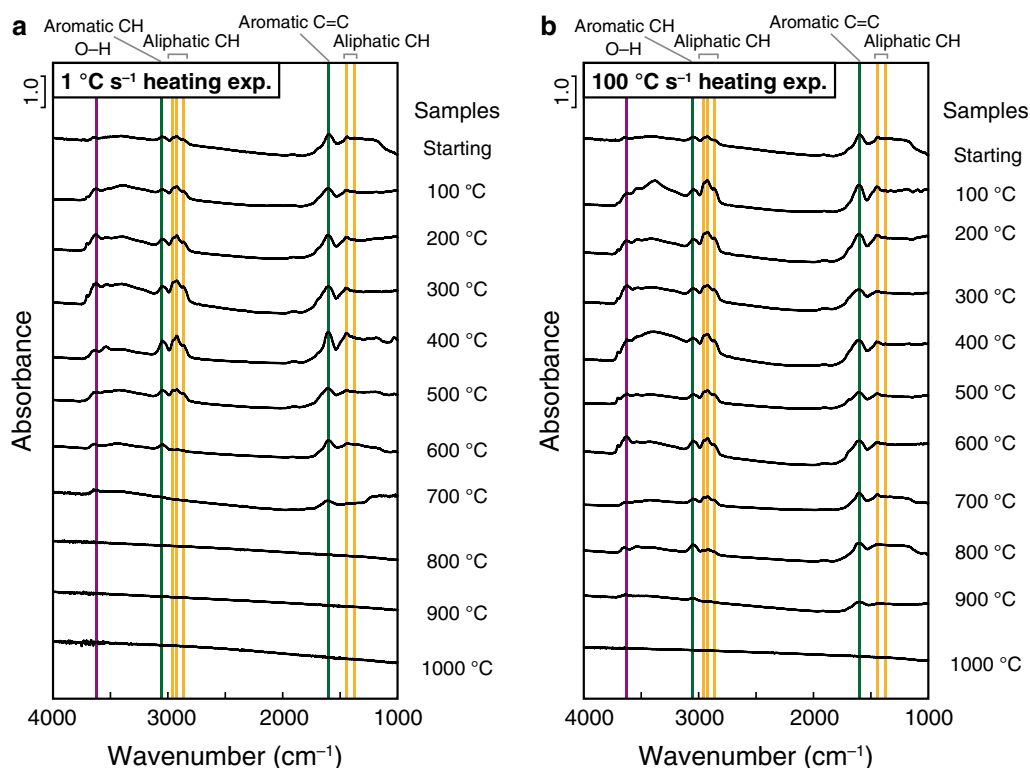 a
Aromatic CH
O–H
Aliphatic CH
Aromatic C=C
Aliphatic CH
1 °C s⁻¹ heating exp.
1.0
Samples
Starting
100 °C
200 °C
300 °C
400 °C
500 °C
600 °C
700 °C
800 °C
900 °C
1000 °C
Absorbance
4000 3000 2000 1000
Wavenumber (cm⁻¹)
b
Aromatic CH
O–H
Aliphatic CH
Aromatic C=C
Aliphatic CH
100 °C s⁻¹ heating exp.
1.0
Samples
Starting
100 °C
200 °C
300 °C
400 °C
500 °C
600 °C
700 °C
800 °C
900 °C
1000 °C
Absorbance
4000 3000 2000 1000
Wavenumber (cm⁻¹)